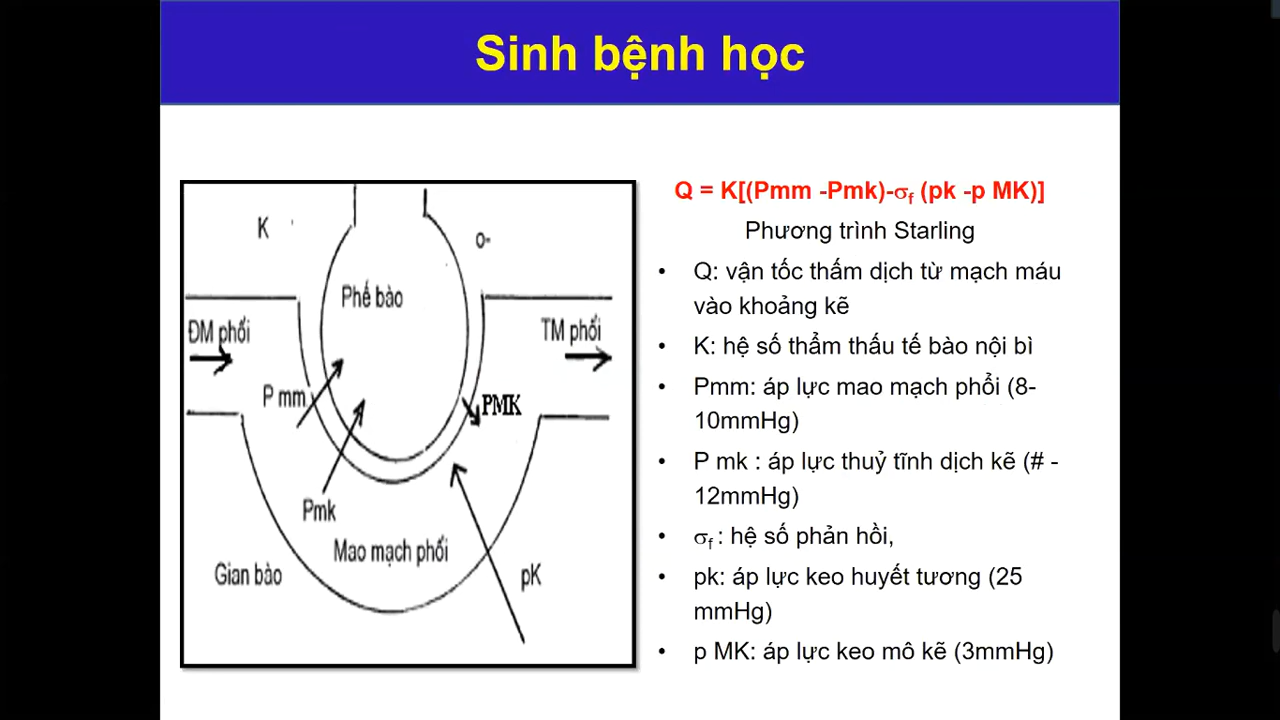 Sinh bệnh học
K
o-
Phế bào
ĐM phổi
TM phổi
P mm
PMK
Pmk
Mao mạch phổi
Gian bào
pK
Q = K[(Pmm -Pmk)-σf (pk -p MK)]
Phương trình Starling
• Q: vận tốc thấm dịch từ mạch máu
vào khoảng kẽ
• K: hệ số thẩm thấu tế bào nội bì
• Pmm: áp lực mao mạch phổi (8-
10mmHg)
• P mk : áp lực thuỷ tĩnh dịch kẽ (# -
12mmHg)
• σf : hệ số phản hồi,
• pk: áp lực keo huyết tương (25
mmHg)
• p MK: áp lực keo mô kẽ (3mmHg)